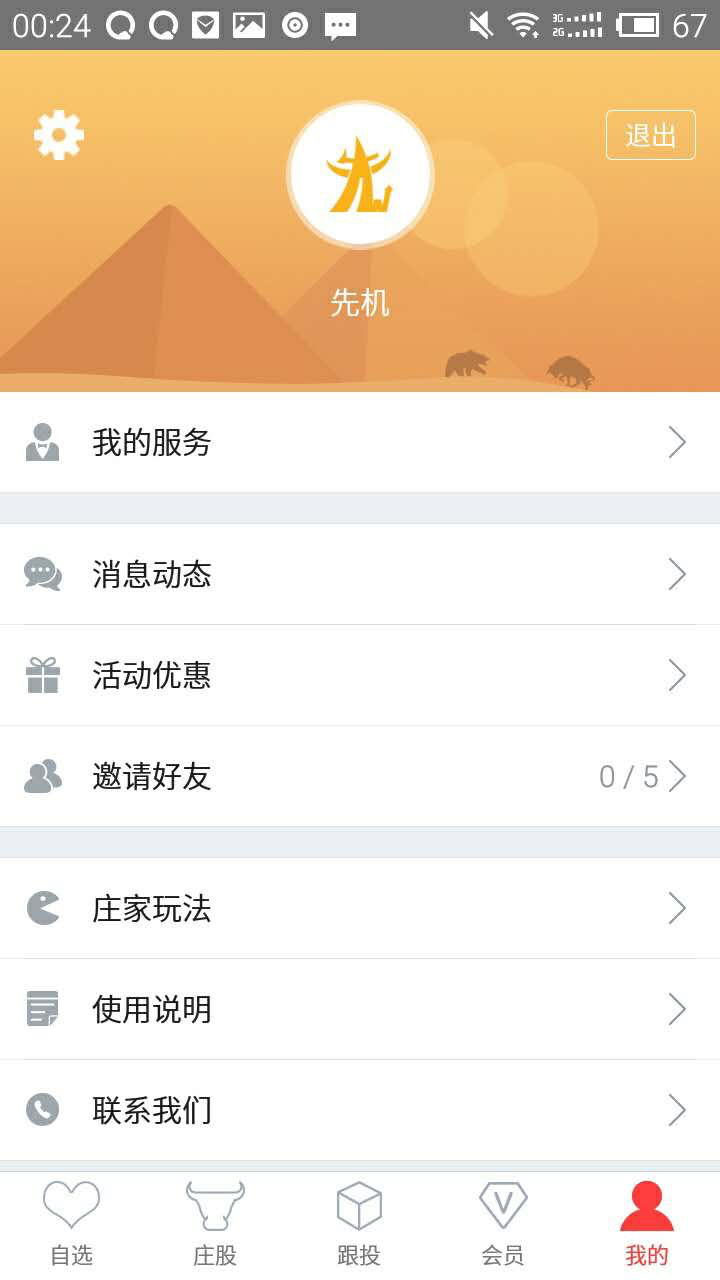 00:24
3G
2G
67
退出
先机
我的服务
消息动态
活动优惠
邀请好友 0 / 5
庄家玩法
使用说明
联系我们
自选 庄股 跟投 会员 我的